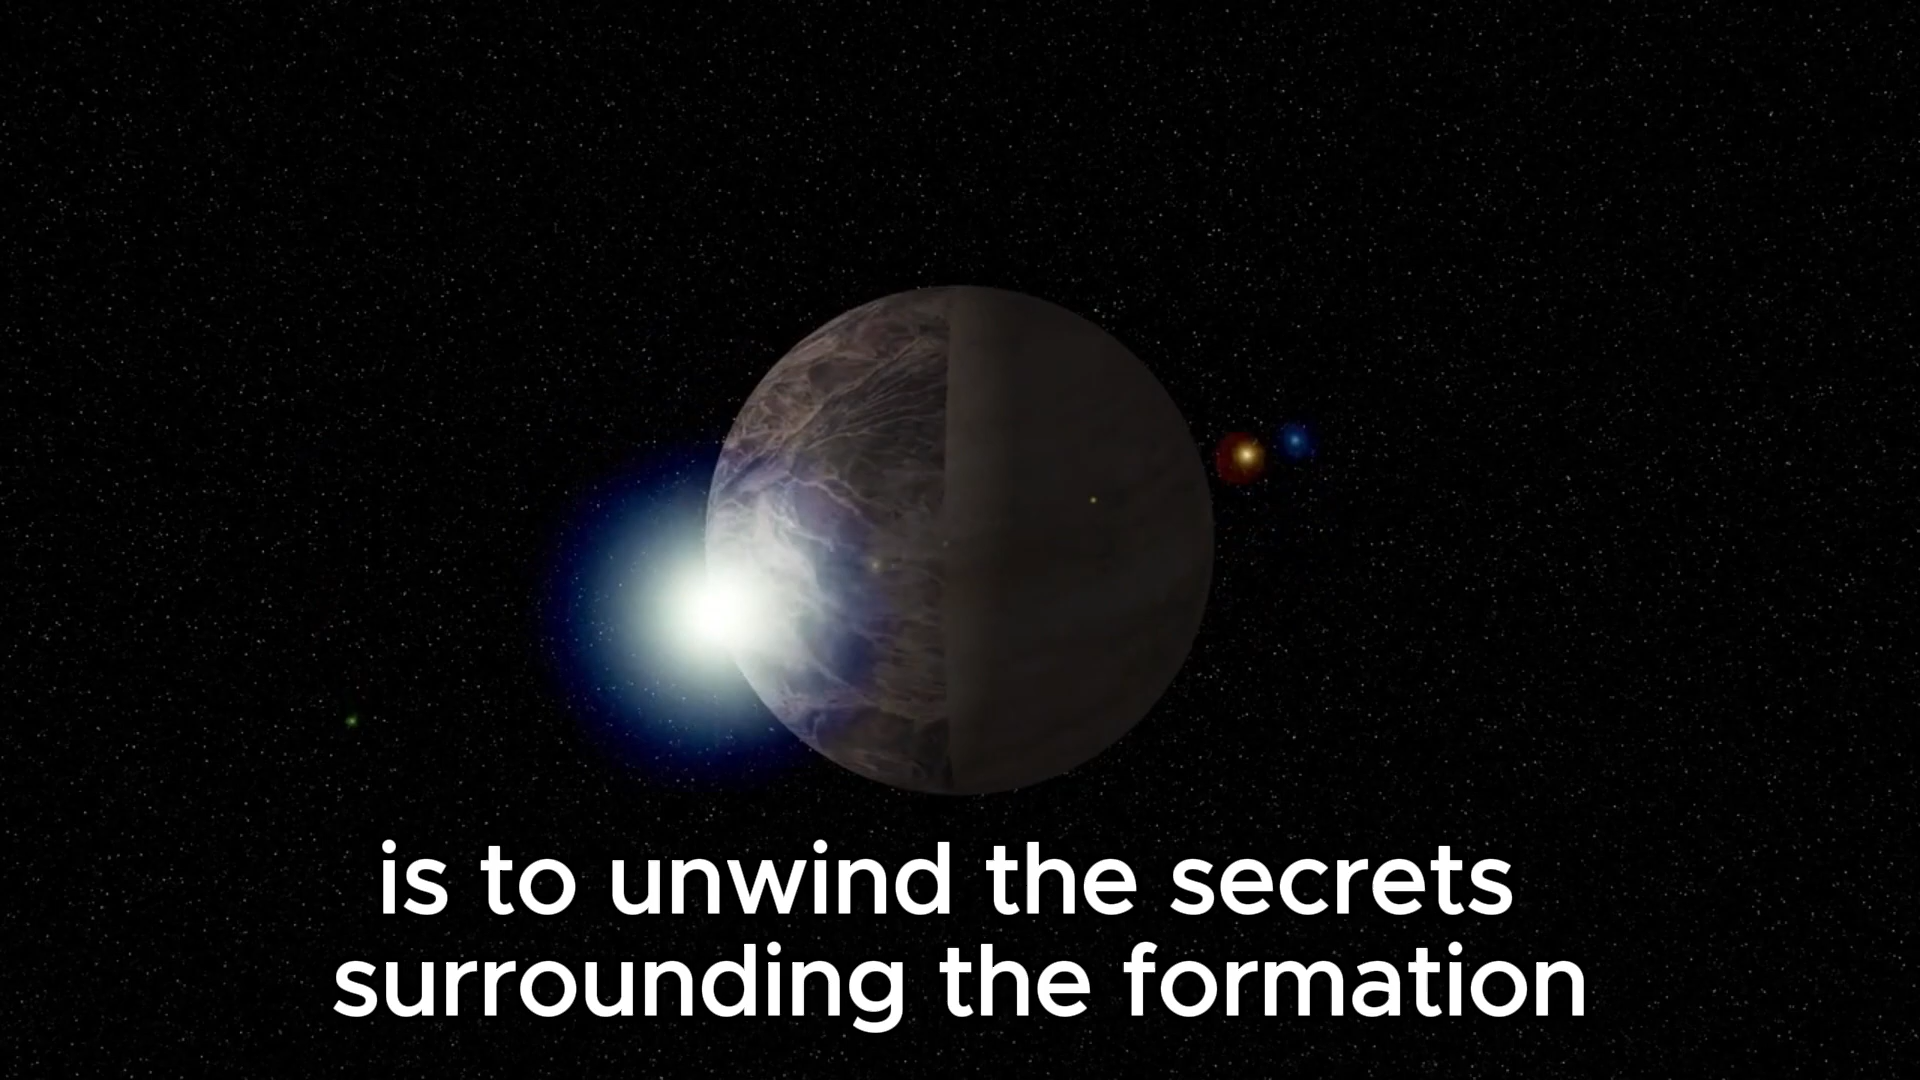 is to unwind the secrets
surrounding the formation